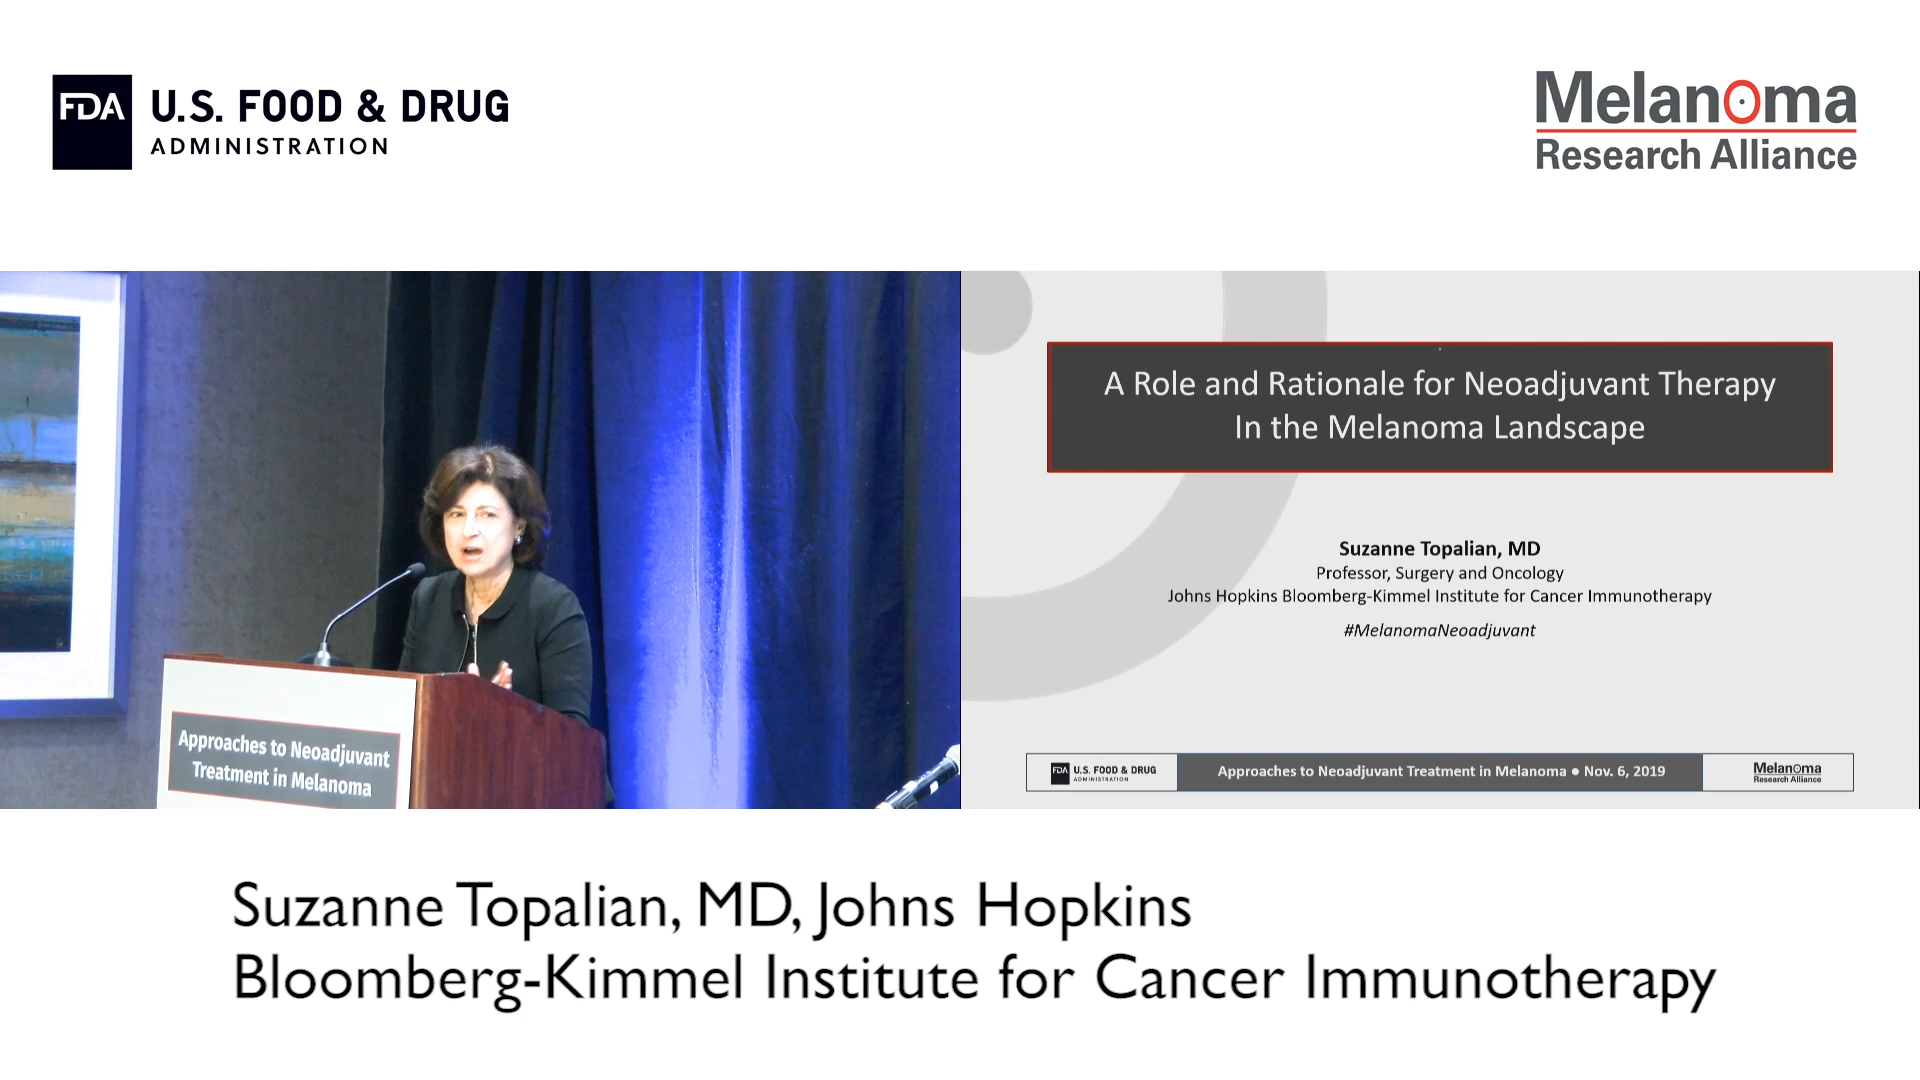 FDA U.S. FOOD & DRUG
ADMINISTRATION
Melanoma
Research Alliance
Approaches to Neoadjuvant
Treatment in Melanoma
A Role and Rationale for Neoadjuvant Therapy
In the Melanoma Landscape
Suzanne Topalian, MD
Professor, Surgery and Oncology
Johns Hopkins Bloomberg-Kimmel Institute for Cancer Immunotherapy
#MelanomaNeoadjuvant
FDA U.S. FOOD & DRUG
ADMINISTRATION
Approaches to Neoadjuvant Treatment in Melanoma ● Nov. 6, 2019
Melanoma
Research Alliance
Suzanne Topalian, MD, Johns Hopkins
Bloomberg-Kimmel Institute for Cancer Immunotherapy